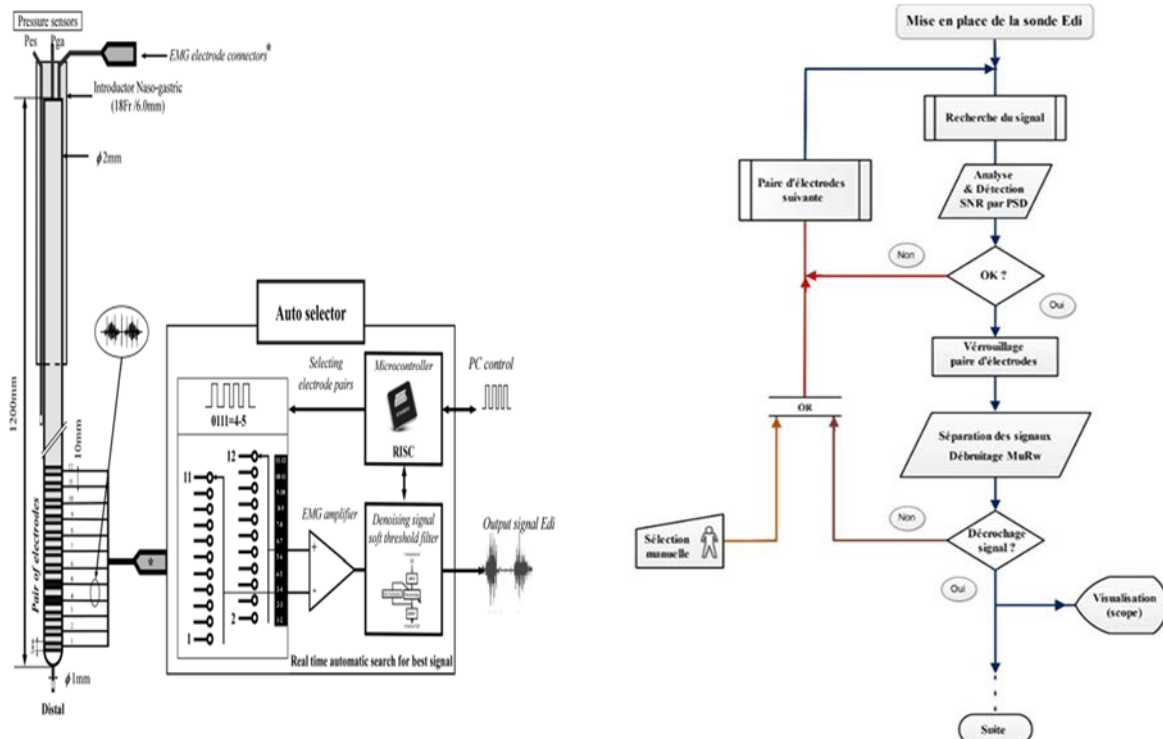 Pressure sensors
Pes
Pga
EMG electrode connectors*
Introductor Naso-gastric
(18Fr /6.0mm)
ϕ2mm
1200mm
10mm
Pair of electrodes
ϕ1mm
Distal
*
Auto selector
Selecting
electrode pairs
Microcontroller
RISC
PC control
0111=4-5
12
11
2
1
EMG amplifier
+
-
Denoising signal
soft threshold filter
Output signal Edi
Real time automatic search for best signal
Mise en place de la sonde Edi
Recherche du signal
Paire d'électrodes
suivante
Analyse
& Détection
SNR par PSD
Non
OK ?
Oui
Vérrouillage
paire d'électrodes
OR
Séparation des signaux
Débruitage MuRw
Non
Sélection
manuelle
Décrochage
signal ?
Oui
Visualisation
(scope)
Suite